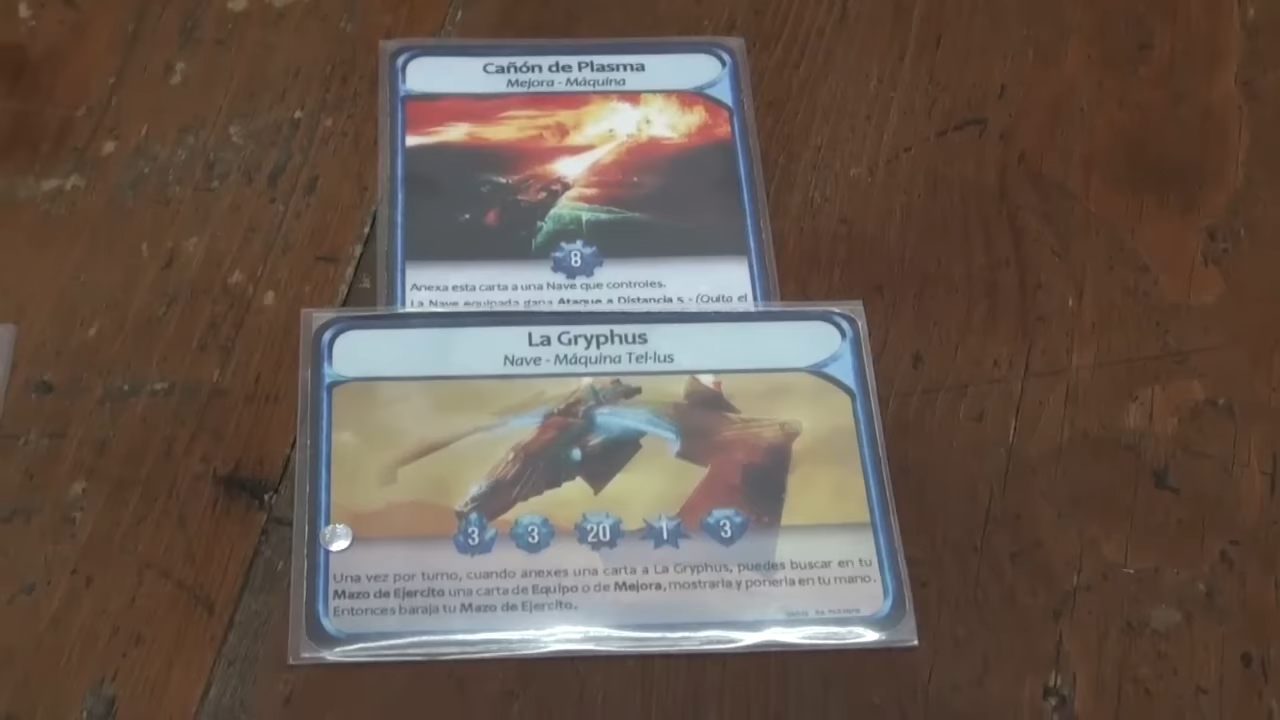 Cañón de Plasma
Mejora - Máquina
8
Anexa esta carta a una Nave que controles.
La Nave equipada gana Ataque a Distancia 5 - (Quita el
La Gryphus
Nave - Máquina Tel·lus
3 3 20 1 3
Una vez por turno, cuando anexes una carta a La Gryphus, puedes buscar en tu
Mazo de Ejercito una carta de Equipo o de Mejora, mostrarla y ponerla en tu mano.
Entonces baraja tu Mazo de Ejercito.